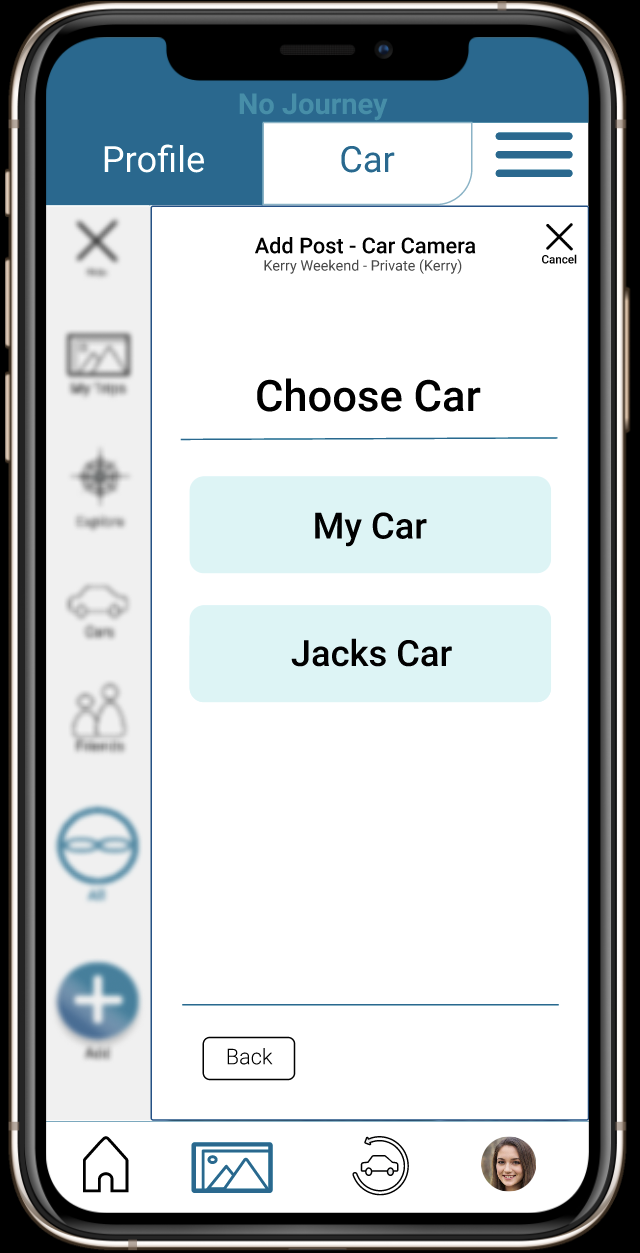 No Journey
Profile
Car
Add Post - Car Camera
Kerry Weekend - Private (Kerry)
Cancel
My Trips
Explore
Cars
Friends
All
Add
Choose Car
My Car
Jacks Car
Back